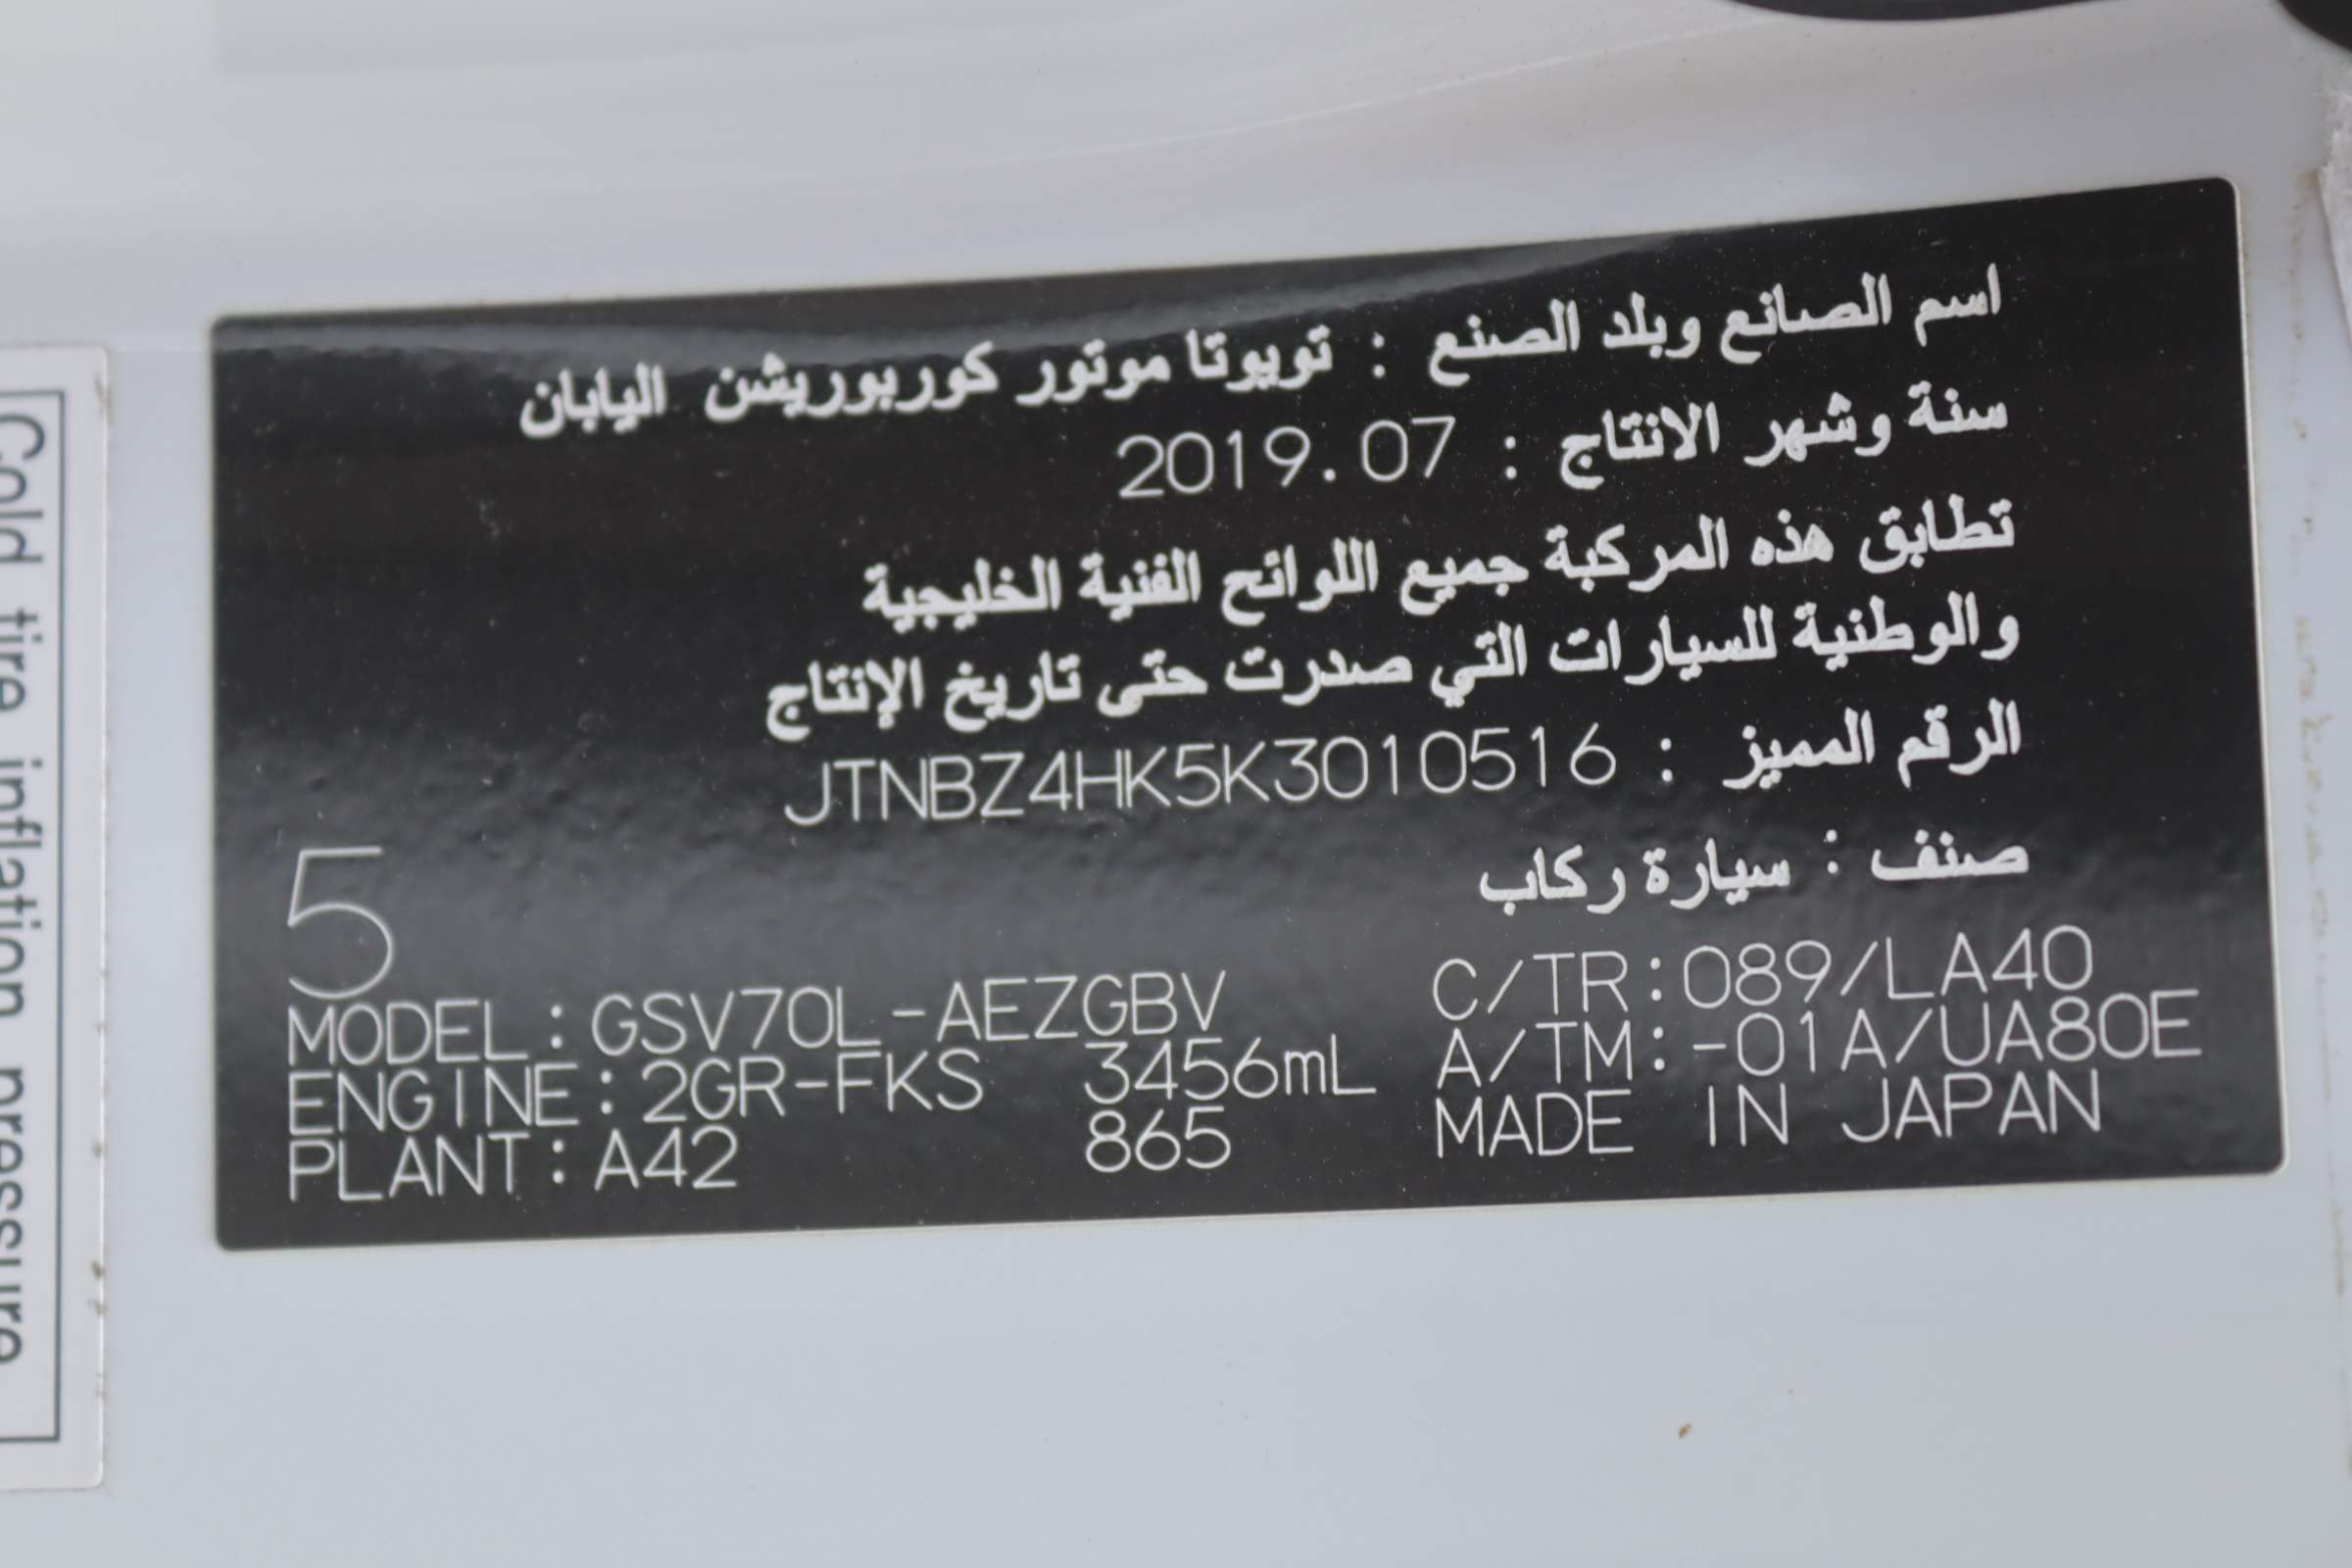 اسم الصانع وبلد الصنع : تويوتا موتور كوربوريشن اليابان
سنة وشهر الانتاج : 2019.07
تطابق هذه المركبة جميع اللوائح الفنية الخليجية
والوطنية للسيارات التي صدرت حتى تاريخ الإنتاج
الرقم المميز : JTNBZ4HK5K3010516
صنف : سيارة ركاب
5
MODEL:GSV70L-AEZGBV C/TR:089/LA40
ENGINE:2GR-FKS 3456mL A/TM:-01A/UA80E
PLANT:A42 865 MADE IN JAPAN
Cold tire inflation pressure